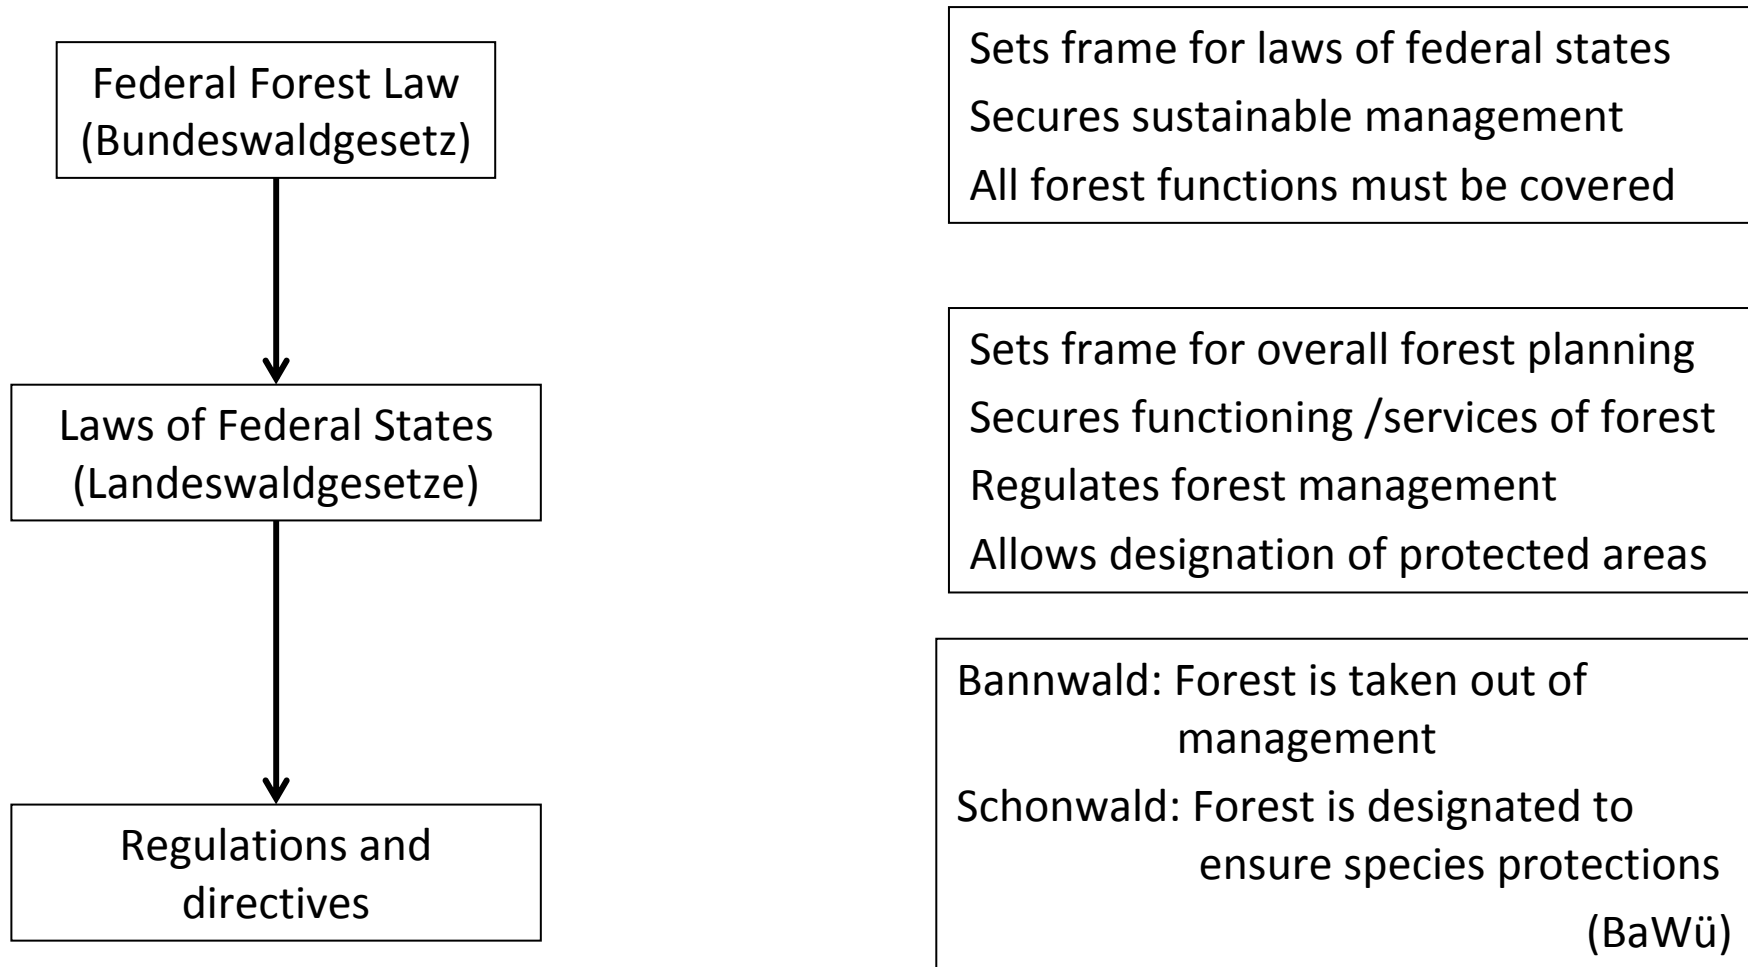 Federal Forest Law
(Bundeswaldgesetz)
Sets frame for laws of federal states
Secures sustainable management
All forest functions must be covered
Laws of Federal States
(Landeswaldgesetze)
Sets frame for overall forest planning
Secures functioning /services of forest
Regulates forest management
Allows designation of protected areas
Regulations and
directives
Bannwald: Forest is taken out of
management
Schonwald: Forest is designated to
ensure species protections
(BaWü)